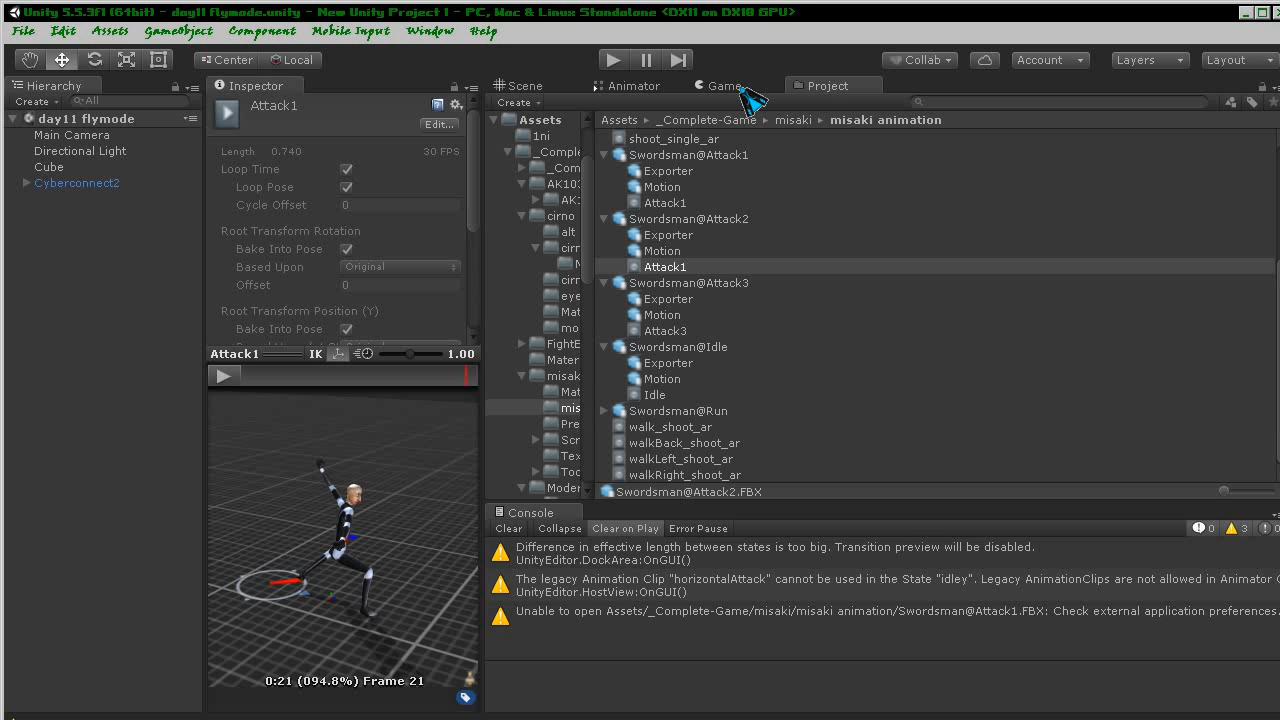 Unity 5.5.3f1 (64bit) - day11 flymode.unity - New Unity Project 1 - PC, Mac & Linux Standalone <DX11 on DX10 GPU>
File Edit Assets GameObject Component Mobile Input Window Help
Center Local Collab Account Layers Layout
Hierarchy
Create All
day11 flymode
Main Camera
Directional Light
Cube
Cyberconnect2
Inspector
Attack1
Edit...
Length 0.740 30 FPS
Loop Time
Loop Pose
Cycle Offset 0
Root Transform Rotation
Bake Into Pose
Based Upon Original
Offset 0
Root Transform Position (Y)
Bake Into Pose
Attack1 IK 1.00
0:21 (094.8%) Frame 21
Scene Animator Game Project
Create
Assets
1ni
_Comple
_Com
AK103
AK1
cirno
alt
cirn
cirn
eye
Mat
mo
FightE
Mater
misak
Mat
mis
Pre
Scr
Tex
Too
Moder
Assets ▸ _Complete-Game ▸ misaki ▸ misaki animation
shoot_single_ar
Swordsman@Attack1
Exporter
Motion
Attack1
Swordsman@Attack2
Exporter
Motion
Attack1
Swordsman@Attack3
Exporter
Motion
Attack3
Swordsman@Idle
Exporter
Motion
Idle
Swordsman@Run
walk_shoot_ar
walkBack_shoot_ar
walkLeft_shoot_ar
walkRight_shoot_ar
Swordsman@Attack2.FBX
Console
Clear Collapse Clear on Play Error Pause 0 3 0
Difference in effective length between states is too big. Transition preview will be disabled.
UnityEditor.DockArea:OnGUI()
The legacy Animation Clip "horizontalAttack" cannot be used in the State "idley". Legacy AnimationClips are not allowed in Animator C
UnityEditor.HostView:OnGUI()
Unable to open Assets/_Complete-Game/misaki/misaki animation/Swordsman@Attack1.FBX: Check external application preferences.